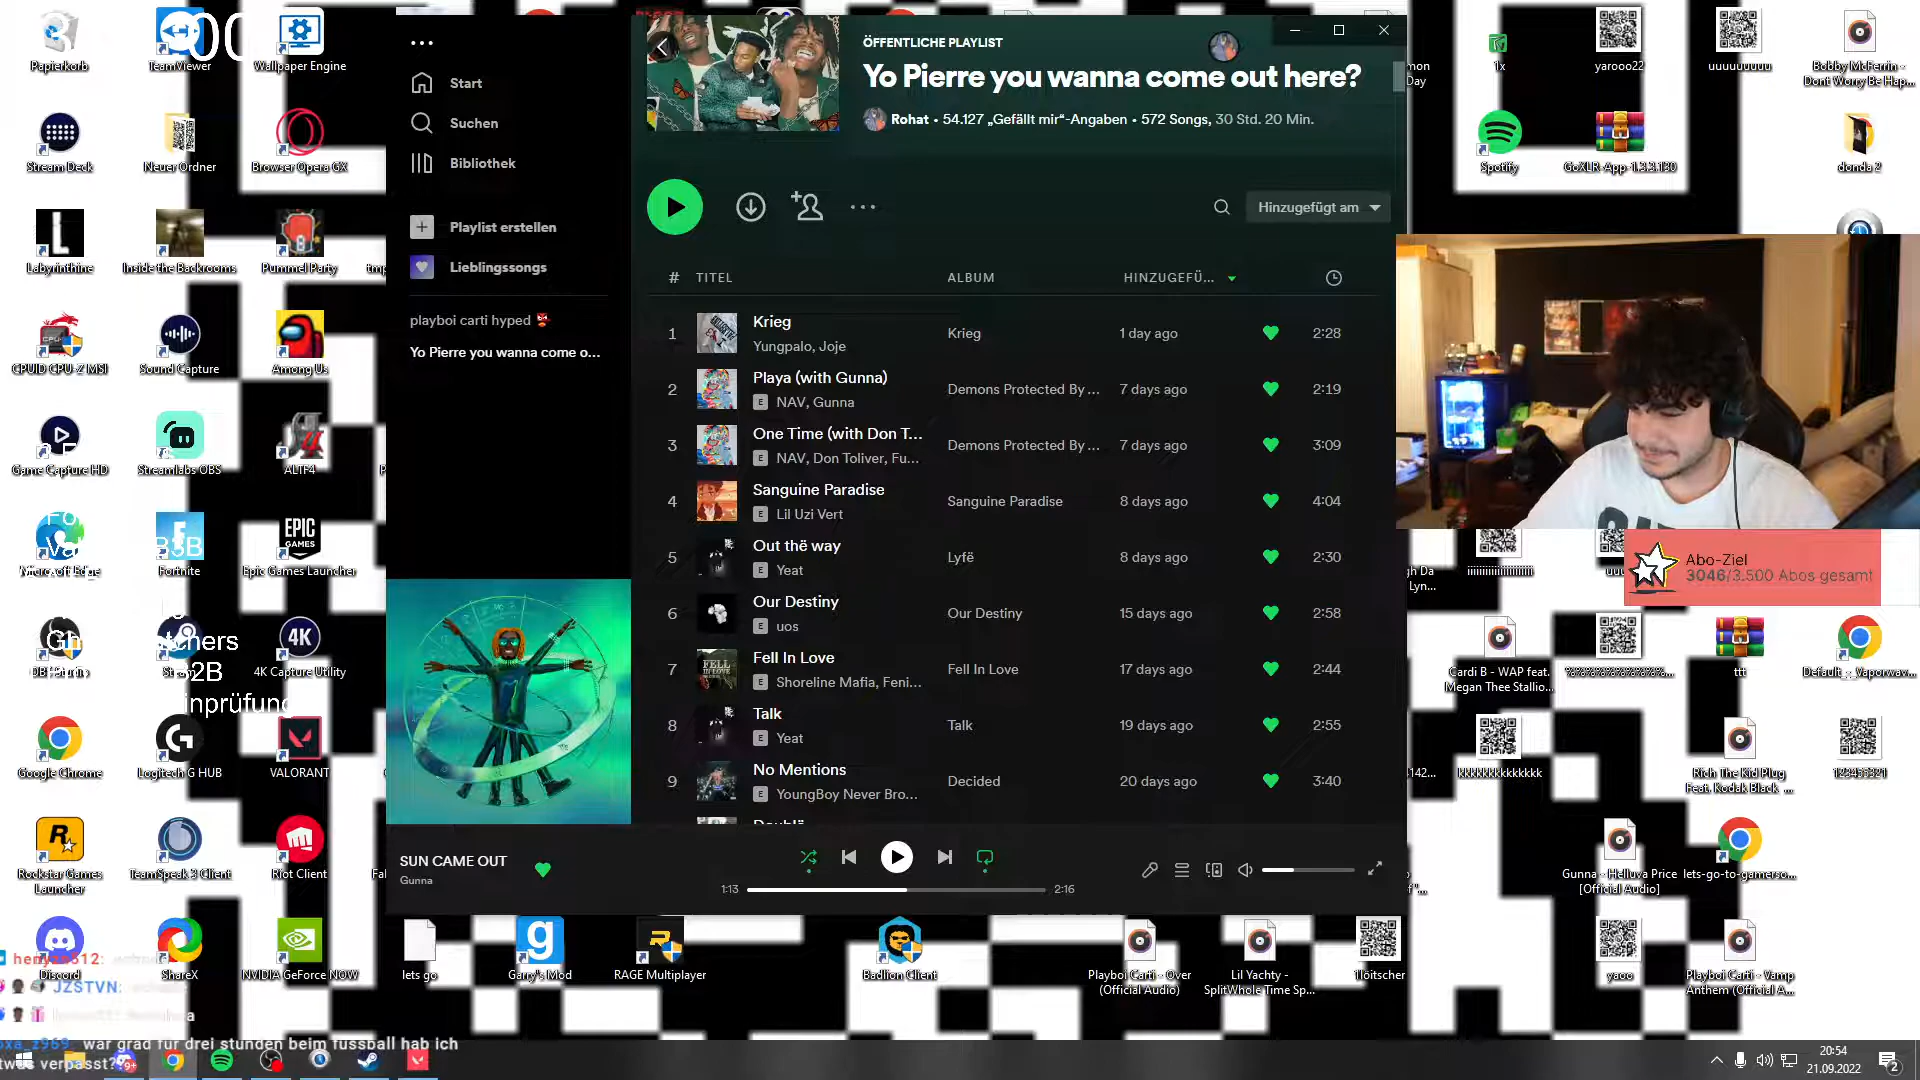 Papierkorb
TeamViewer
Wallpaper Engine
Stream Deck
Neuer Ordner
Browser Opera GX
Labyrinthine
Inside the Backrooms
Pummel Party
CPUID CPU-Z MSI
Sound Capture
Among Us
Game Capture HD
Streamlabs OBS
ALTF4
Microsoft Edge
Fortnite
Epic Games Launcher
4K Capture Utility
inprüfung
Google Chrome
Logitech G HUB
VALORANT
Rockstar Games
Launcher
TeamSpeak 3 Client
Riot Client
Discord
ShareX
NVIDIA GeForce NOW
Start
Suchen
Bibliothek
Playlist erstellen
Lieblingssongs
playboi carti hyped
Yo Pierre you wanna come o...
ÖFFENTLICHE PLAYLIST
Yo Pierre you wanna come out here?
Rohat • 54.127 „Gefällt mir“-Angaben • 572 Songs, 30 Std. 20 Min.
Hinzugefügt am
# TITEL ALBUM HINZUGEFÜ...
1 Krieg Yungpalo, Joje Krieg 1 day ago 2:28
2 Playa (with Gunna) E NAV, Gunna Demons Protected By ... 7 days ago 2:19
3 One Time (with Don T... E NAV, Don Toliver, Fu... Demons Protected By ... 7 days ago 3:09
4 Sanguine Paradise E Lil Uzi Vert Sanguine Paradise 8 days ago 4:04
5 Out thë way E Yeat Lyfë 8 days ago 2:30
6 Our Destiny E uos Our Destiny 15 days ago 2:58
7 Fell In Love E Shoreline Mafia, Feni... Fell In Love 17 days ago 2:44
8 Talk E Yeat Talk 19 days ago 2:55
9 No Mentions E YoungBoy Never Bro... Decided 20 days ago 3:40
SUN CAME OUT
Gunna
1:13 2:16
lets go
Garry's Mod
RAGE Multiplayer
Badlion Client
Playboi Carti - Over
(Official Audio)
Lil Yachty -
SplitWhole Time Sp...
1löitscher
1x
yarooo22
uuuuuuuuu
Bobby McFerrin -
Dont Worry Be Hap...
Spotify
GoXLR-App-1.3.3.130
donda 2
Abo-Ziel
3046/3.500 Abos gesamt
Cardi B - WAP feat.
Megan Thee Stallio...
ttt
kkkkkkkkkkkkkk
Rich The Kid Plug
Feat. Kodak Black ...
123455321
Gunna - Helluva Price
[Official Audio]
lets-go-to-gamerso...
yaoo
Playboi Carti - Vamp
Anthem (Official A...
JZSTVN:
war grad für drei stunden beim fussball hab ich
verpasst?
20:54
21.09.2022